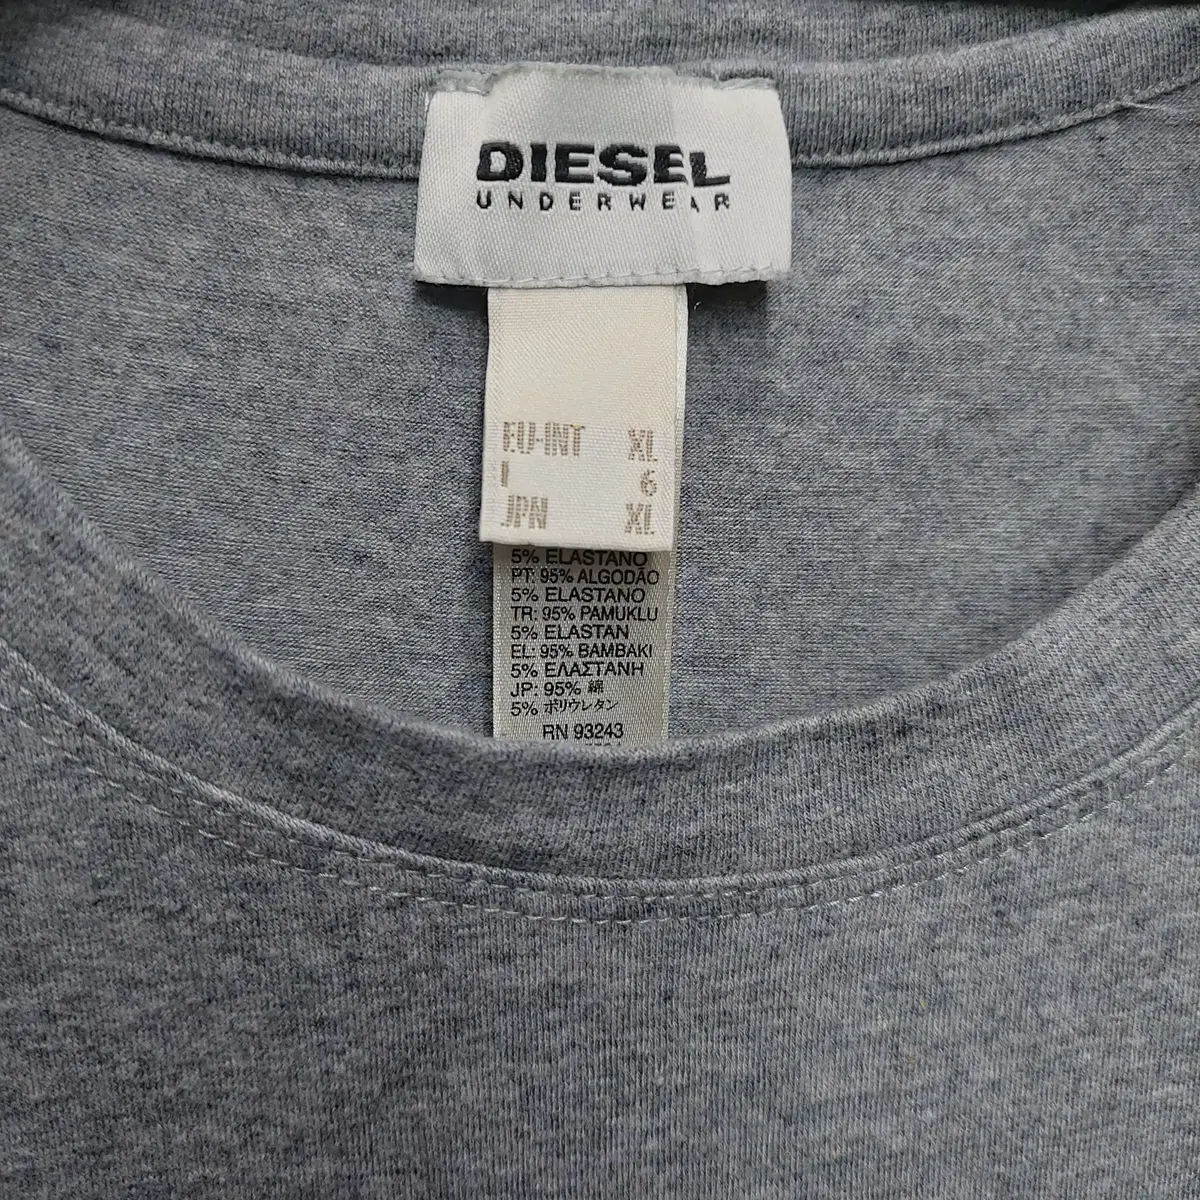 DIESEL
UNDERWEAR
EU-INT XL
I 6
JPN XL
5% ELASTANO
PT: 95% ALGODÃO
5% ELASTANO
TR: 95% PAMUKLU
5% ELASTAN
EL: 95% BAMBAKI
5% ΕΛΑΣΤΑΝΗ
JP: 95% 綿
5% ポリウレタン
RN 93243